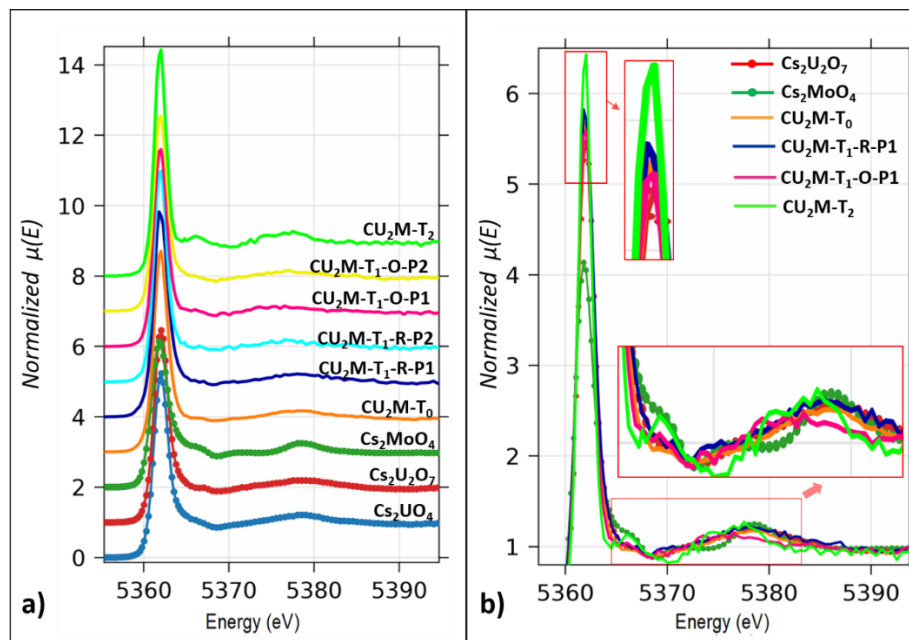 14
12
10
8
6
4
2
0
Normalized μ(E)
CU₂M-T₂
CU₂M-T₁-O-P2
CU₂M-T₁-O-P1
CU₂M-T₁-R-P2
CU₂M-T₁-R-P1
CU₂M-T₀
Cs₂MoO₄
Cs₂U₂O₇
Cs₂UO₄
5360 5370 5380 5390
Energy (eV)
a)
6
5
4
3
2
1
Normalized μ(E)
Cs₂U₂O₇
Cs₂MoO₄
CU₂M-T₀
CU₂M-T₁-R-P1
CU₂M-T₁-O-P1
CU₂M-T₂
5360 5370 5380 5390
Energy (eV)
b)